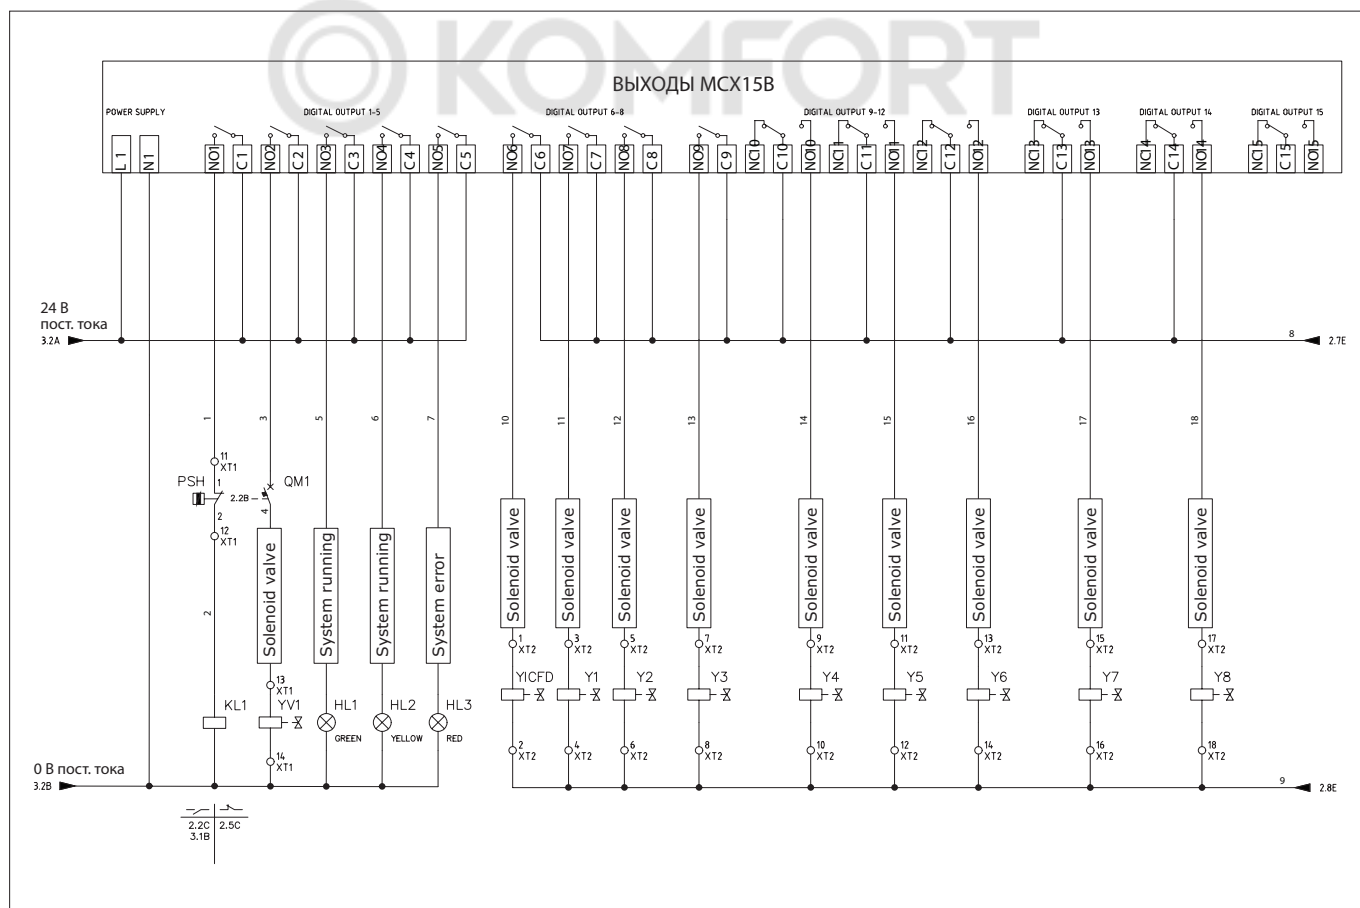 KOMFORT
ВЫХОДЫ MCX15B
POWER SUPPLY
DIGITAL OUTPUT 1-5
DIGITAL OUTPUT 6-8
DIGITAL OUTPUT 9-12
DIGITAL OUTPUT 13
DIGITAL OUTPUT 14
DIGITAL OUTPUT 15
L1 N1 NO1 C1 NO2 C2 NO3 C3 NO4 C4 NO5 C5 NO6 C6 NO7 C7 NO8 C8 NO9 C9 NC10 C10 NO10 NC11 C11 NO11 NC12 C12 NO12 NC13 C13 NO13 NC14 C14 NO14 NC15 C15 NO15
24 В
пост. тока
3.2A
8
2.7E
1 3 5 6 7 10 11 12 13 14 15 16 17 18
11
XT1
PSH
1
2
2.2B
QM1
4
12
XT1
2
Solenoid valve
System running
System running
System error
Solenoid valve
Solenoid valve
Solenoid valve
Solenoid valve
Solenoid valve
Solenoid valve
Solenoid valve
Solenoid valve
Solenoid valve
1 3 5 7 9 11 13 15 17
XT2 XT2 XT2 XT2 XT2 XT2 XT2 XT2 XT2
13
XT1
YICFD Y1 Y2 Y3 Y4 Y5 Y6 Y7 Y8
KL1 YV1 HL1 HL2 HL3
GREEN YELLOW RED
2 4 6 8 10 12 14 16 18
XT2 XT2 XT2 XT2 XT2 XT2 XT2 XT2 XT2
14
XT1
0 В пост. тока
3.2B
9
2.8E
2.2C 2.5C
3.1B